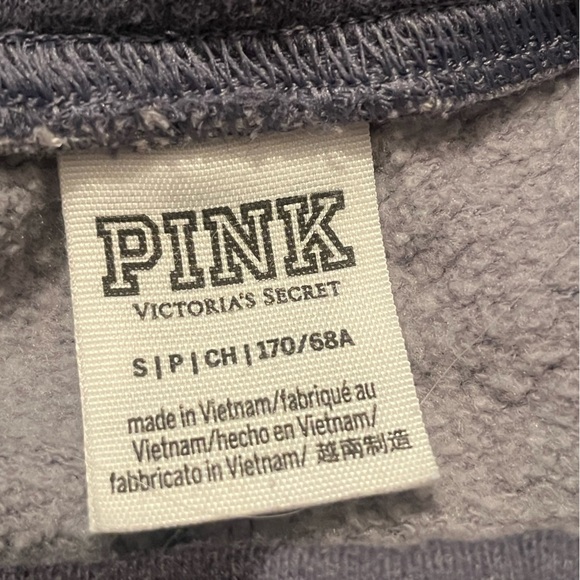 PINK
VICTORIA'S SECRET
S|P|CH|170/68A
made in Vietnam/fabriqué au
Vietnam/hecho en Vietnam/
fabbricato in Vietnam/ 越南制造